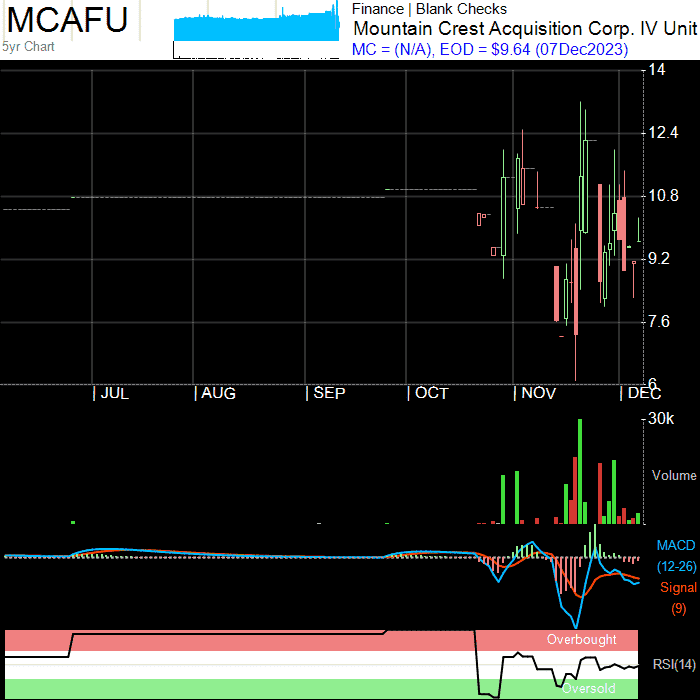 MCAFU
5yr Chart
Finance | Blank Checks
Mountain Crest Acquisition Corp. IV Unit
MC = (N/A), EOD = $9.64 (07Dec2023)
14
12.4
10.8
9.2
7.6
6
JUL AUG SEP OCT NOV DEC
30k
Volume
MACD
(12-26)
Signal
(9)
Overbought
RSI(14)
Oversold